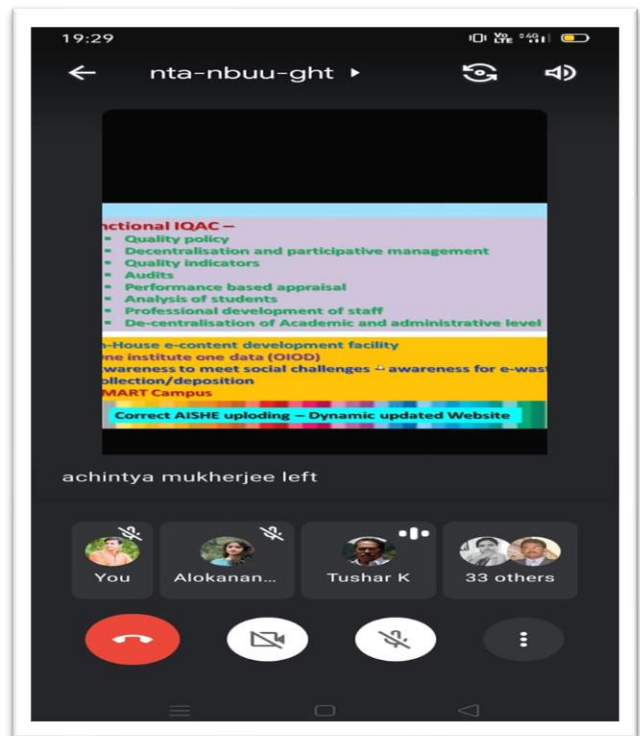 19:29
Vo LTE 4G
nta-nbuu-ght
nctional IQAC –
Quality policy
Decentralisation and participative management
Quality indicators
Audits
Performance based appraisal
Analysis of students
Professional development of staff
De-centralisation of Academic and administrative level
n-House e-content development facility
ne institute one data (OIOD)
wareness to meet social challenges – awareness for e-wast
ollection/deposition
MART Campus
Correct AISHE uploding – Dynamic updated Website
achintya mukherjee left
You
Alokanan...
Tushar K
33 others